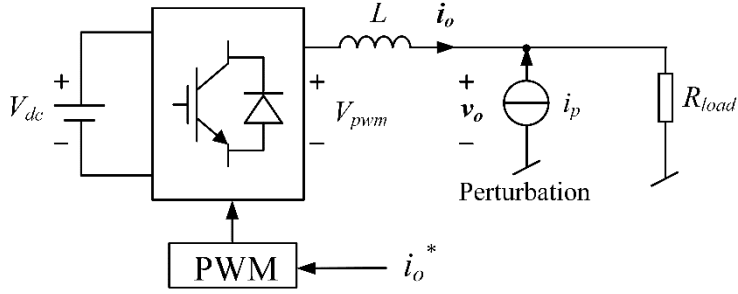 L
i_o
+
V_dc
−
+
V_pwm
−
+
v_o
−
i_p
R_load
Perturbation
PWM
i_o^*